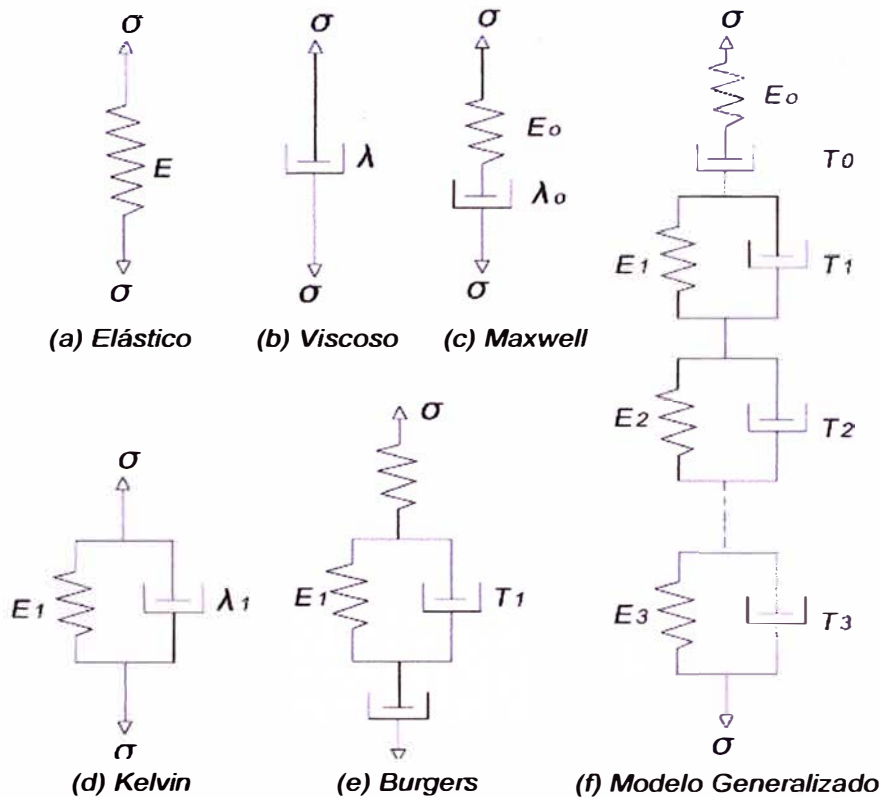 σ
E
σ
(a) Elástico
σ
λ
σ
(b) Viscoso
σ
Eo
λo
σ
(c) Maxwell
σ
E1
λ1
σ
(d) Kelvin
σ
E1
T1
(e) Burgers
Eo
T0
E1
T1
E2
T2
E3
T3
σ
(f) Modelo Generalizado